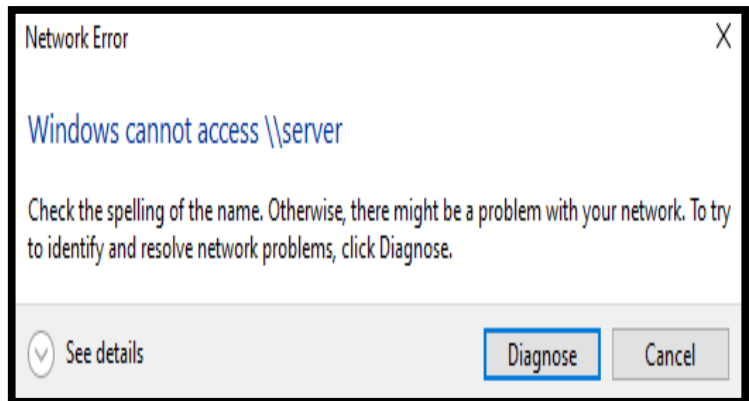 Network Error X
Windows cannot access \\server
Check the spelling of the name. Otherwise, there might be a problem with your network. To try
to identify and resolve network problems, click Diagnose.
See details Diagnose Cancel